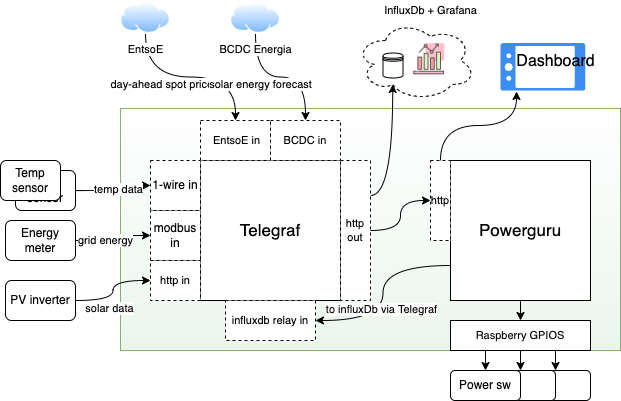 InfluxDb + Grafana
EntsoE
BCDC Energia
Dashboard
day-ahead spot price
solar energy forecast
EntsoE in
BCDC in
Temp
sensor
sensor
temp data
1-wire in
Energy
meter
grid energy
modbus
in
Telegraf
http
out
http
Powerguru
PV inverter
solar data
http in
influxdb relay in
to influxDb via Telegraf
Raspberry GPIOS
Power sw